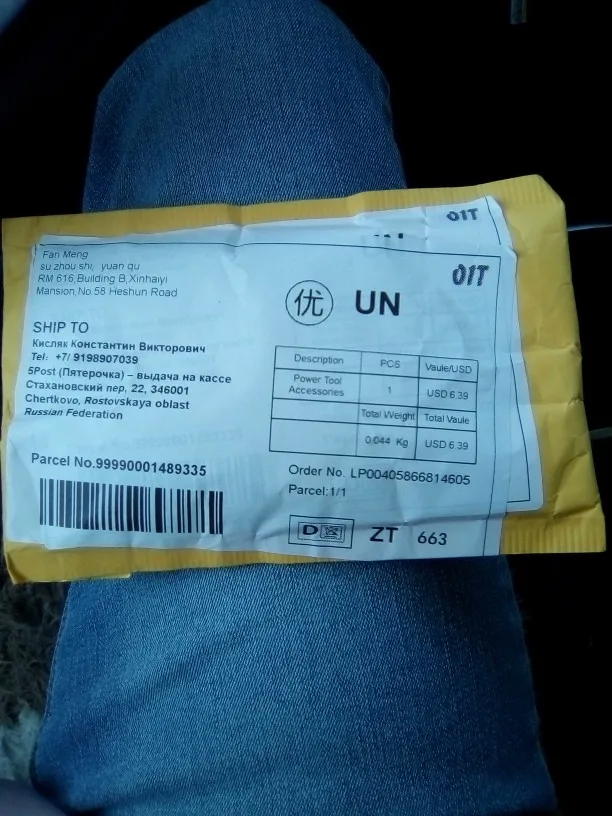 OIT
OIT
Fan Meng
su zhou shi, yuan qu
RM 616,Building B,Xinhaiyi
Mansion,No.58 Heshun Road
优 UN
SHIP TO
Кисляк Константин Викторович
Tel: +7/ 9198907039
5Post (Пятерочка) – выдача на кассе
Стахановский пер, 22, 346001
Chertkovo, Rostovskaya oblast
Russian Federation
Description PCS Vaule/USD
Power Tool
Accessories 1 USD 6.39
Total Weight Total Vaule
0.044 Kg USD 6.39
Parcel No.99990001489335
Order No. LP00405866814605
Parcel:1/1
D ZT 663